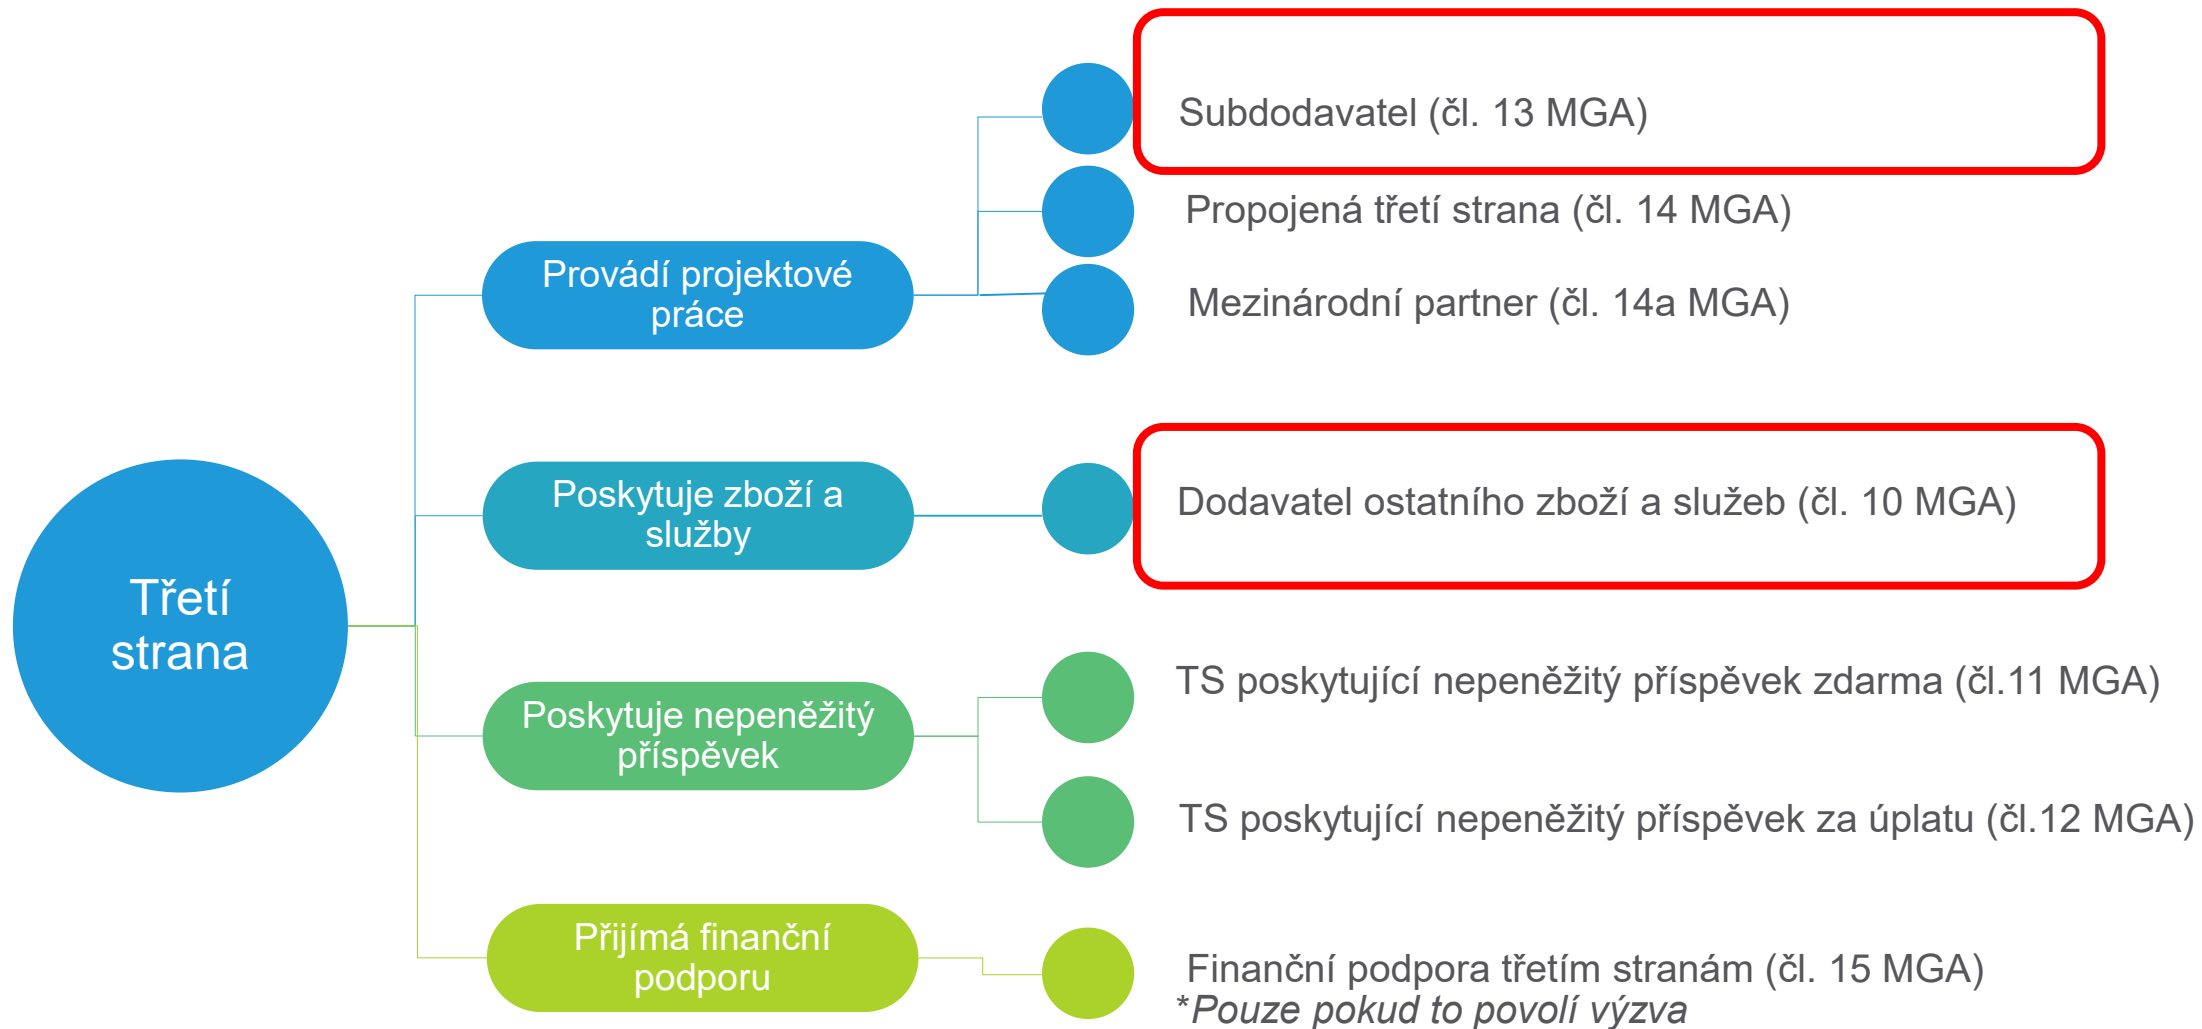 Třetí
strana
Provádí projektové
práce
Subdodavatel (čl. 13 MGA)
Propojená třetí strana (čl. 14 MGA)
Mezinárodní partner (čl. 14a MGA)
Poskytuje zboží a
služby
Dodavatel ostatního zboží a služeb (čl. 10 MGA)
Poskytuje nepeněžitý
příspěvek
TS poskytující nepeněžitý příspěvek zdarma (čl.11 MGA)
TS poskytující nepeněžitý příspěvek za úplatu (čl.12 MGA)
Přijímá finanční
podporu
Finanční podpora třetím stranám (čl. 15 MGA)
*Pouze pokud to povolí výzva